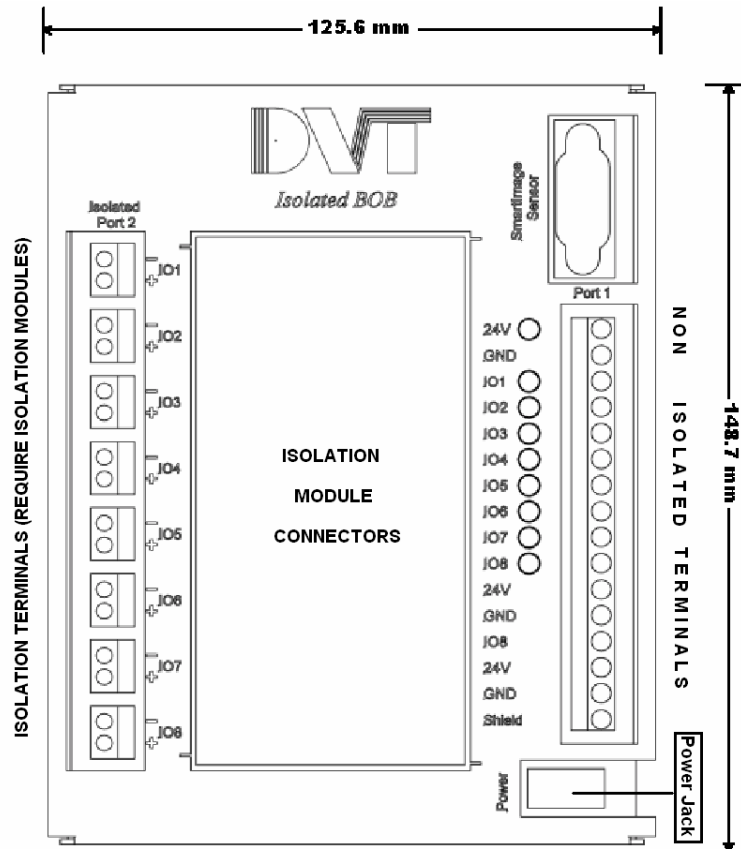 125.6 mm
DVT
Isolated BOB
Isolated
Port 2
SmartImage
Sensor
Port 1
ISOLATION TERMINALS (REQUIRE ISOLATION MODULES)
- IO1
+
- IO2
+
- IO3
+
- IO4
+
- IO5
+
- IO6
+
- IO7
+
- IO8
+
ISOLATION
MODULE
CONNECTORS
24V
GND
IO1
IO2
IO3
IO4
IO5
IO6
IO7
IO8
24V
GND
IO8
24V
GND
Shield
Power
NON ISOLATED TERMINALS
148.7 mm
Power Jack